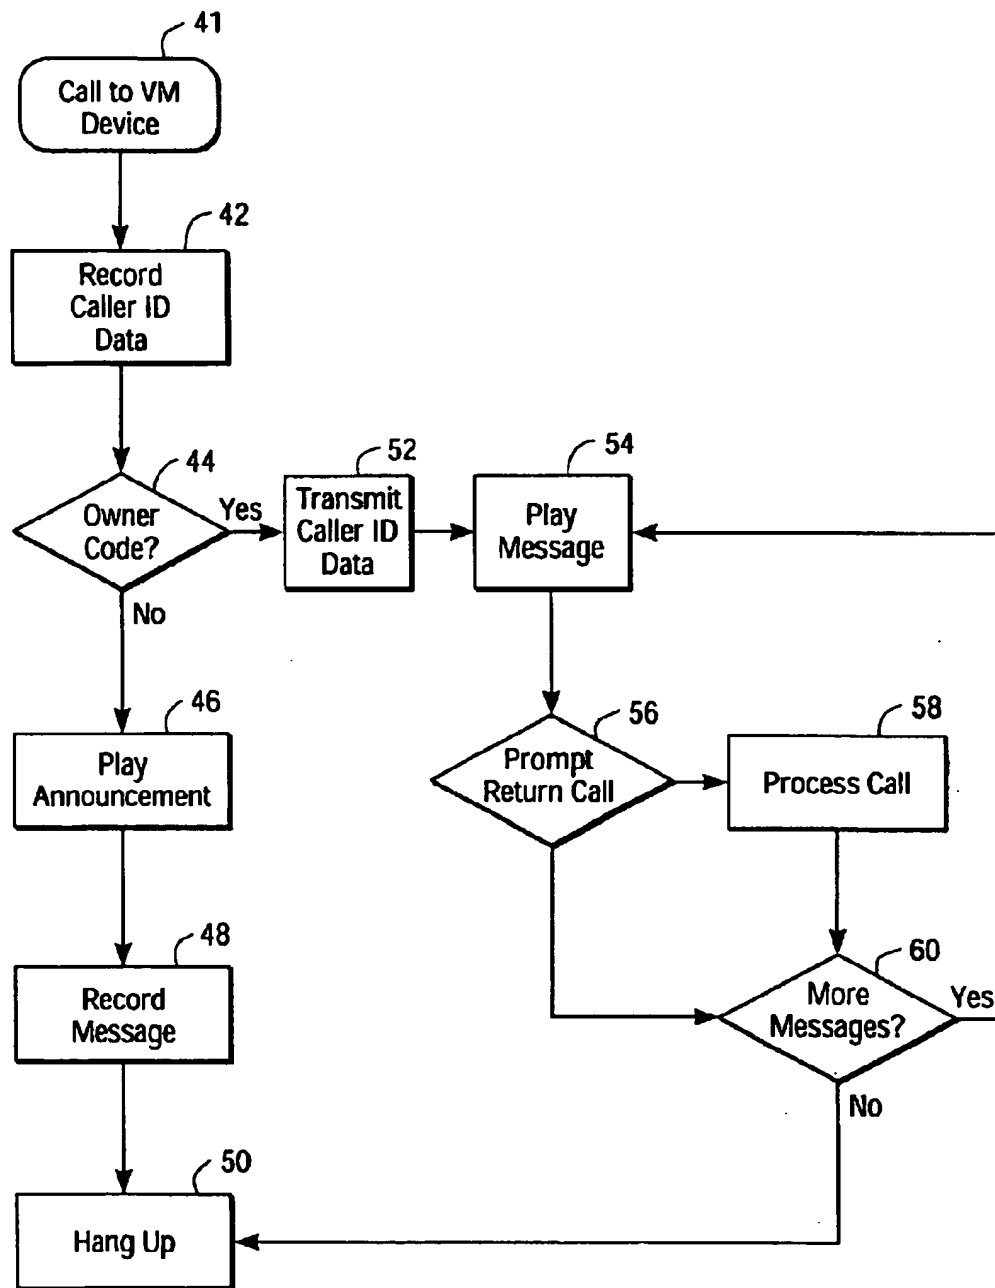 41
Call to VM
Device
42
Record
Caller ID
Data
44
Owner
Code?
Yes
No
52
Transmit
Caller ID
Data
54
Play
Message
46
Play
Announcement
56
Prompt
Return Call
58
Process Call
48
Record
Message
60
More
Messages?
Yes
No
50
Hang Up